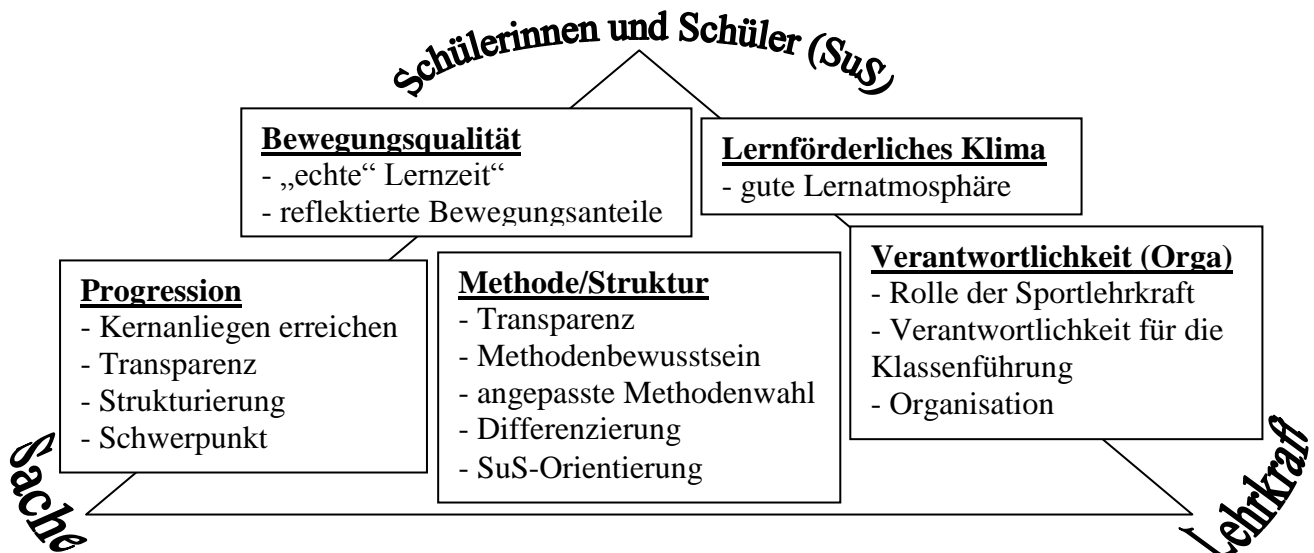 Schülerinnen und Schüler (SuS)
Bewegungsqualität
- „echte“ Lernzeit“
- reflektierte Bewegungsanteile
Lernförderliches Klima
- gute Lernatmosphäre
Progression
- Kernanliegen erreichen
- Transparenz
- Strukturierung
- Schwerpunkt
Methode/Struktur
- Transparenz
- Methodenbewusstsein
- angepasste Methodenwahl
- Differenzierung
- SuS-Orientierung
Verantwortlichkeit (Orga)
- Rolle der Sportlehrkraft
- Verantwortlichkeit für die
Klassenführung
- Organisation
Sache
Lehrkraft